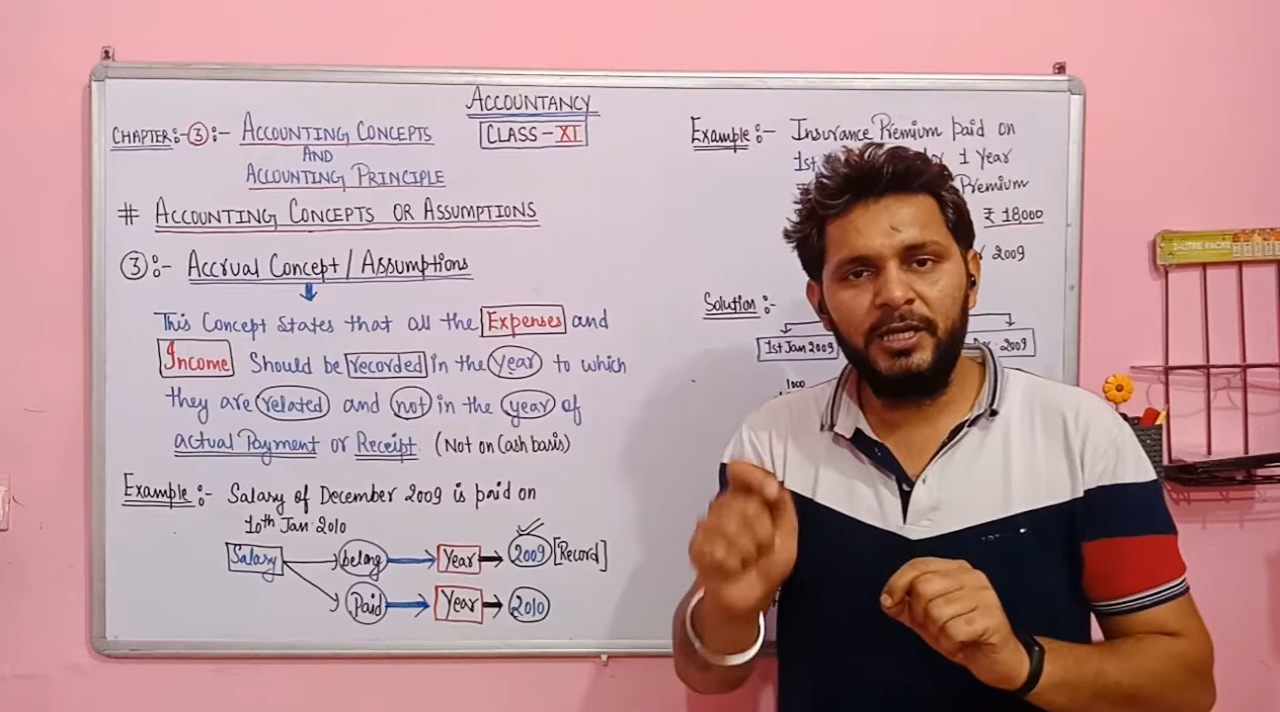 ACCOUNTANCY
CLASS - XI
CHAPTER:-③:- ACCOUNTING CONCEPTS
AND
ACCOUNTING PRINCIPLE
# ACCOUNTING CONCEPTS OR ASSUMPTIONS
③:- Accrual Concept/Assumptions
This Concept States that all the Expenses and
Income Should be recorded in the year to which
they are related and not in the year of
actual Payment or Receipt. (Not on Cash basis)
Example:- Salary of December 2009 is paid on
10th Jan 2010
Salary belong Year 2009 [Record]
Paid Year 2010
Example:- Insurance Premium paid on
1st 1 Year
Premium
₹ 18000
2009
Solution:-
1st Jan 2009 2009
1000